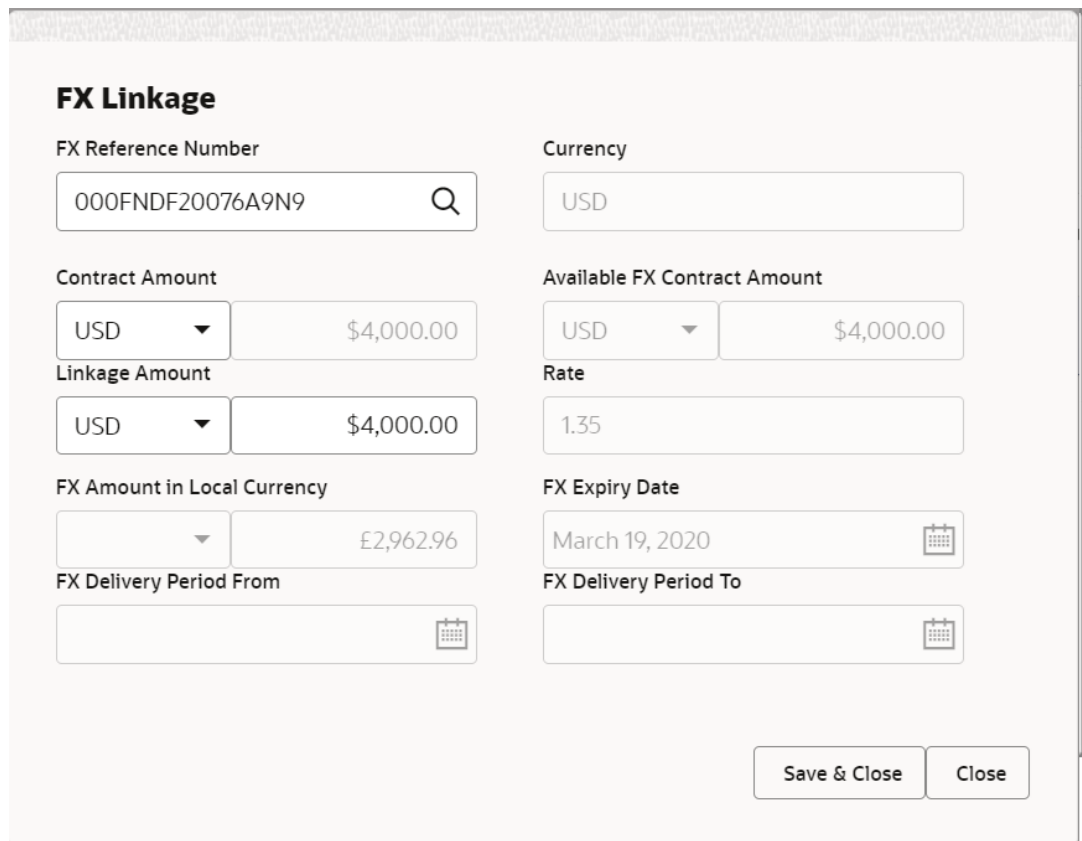 FX Linkage
FX Reference Number
Currency
000FNDF20076A9N9
USD
Contract Amount
Available FX Contract Amount
USD $4,000.00
USD $4,000.00
Linkage Amount
Rate
USD $4,000.00
1.35
FX Amount in Local Currency
FX Expiry Date
£2,962.96
March 19, 2020
FX Delivery Period From
FX Delivery Period To
Save & Close
Close